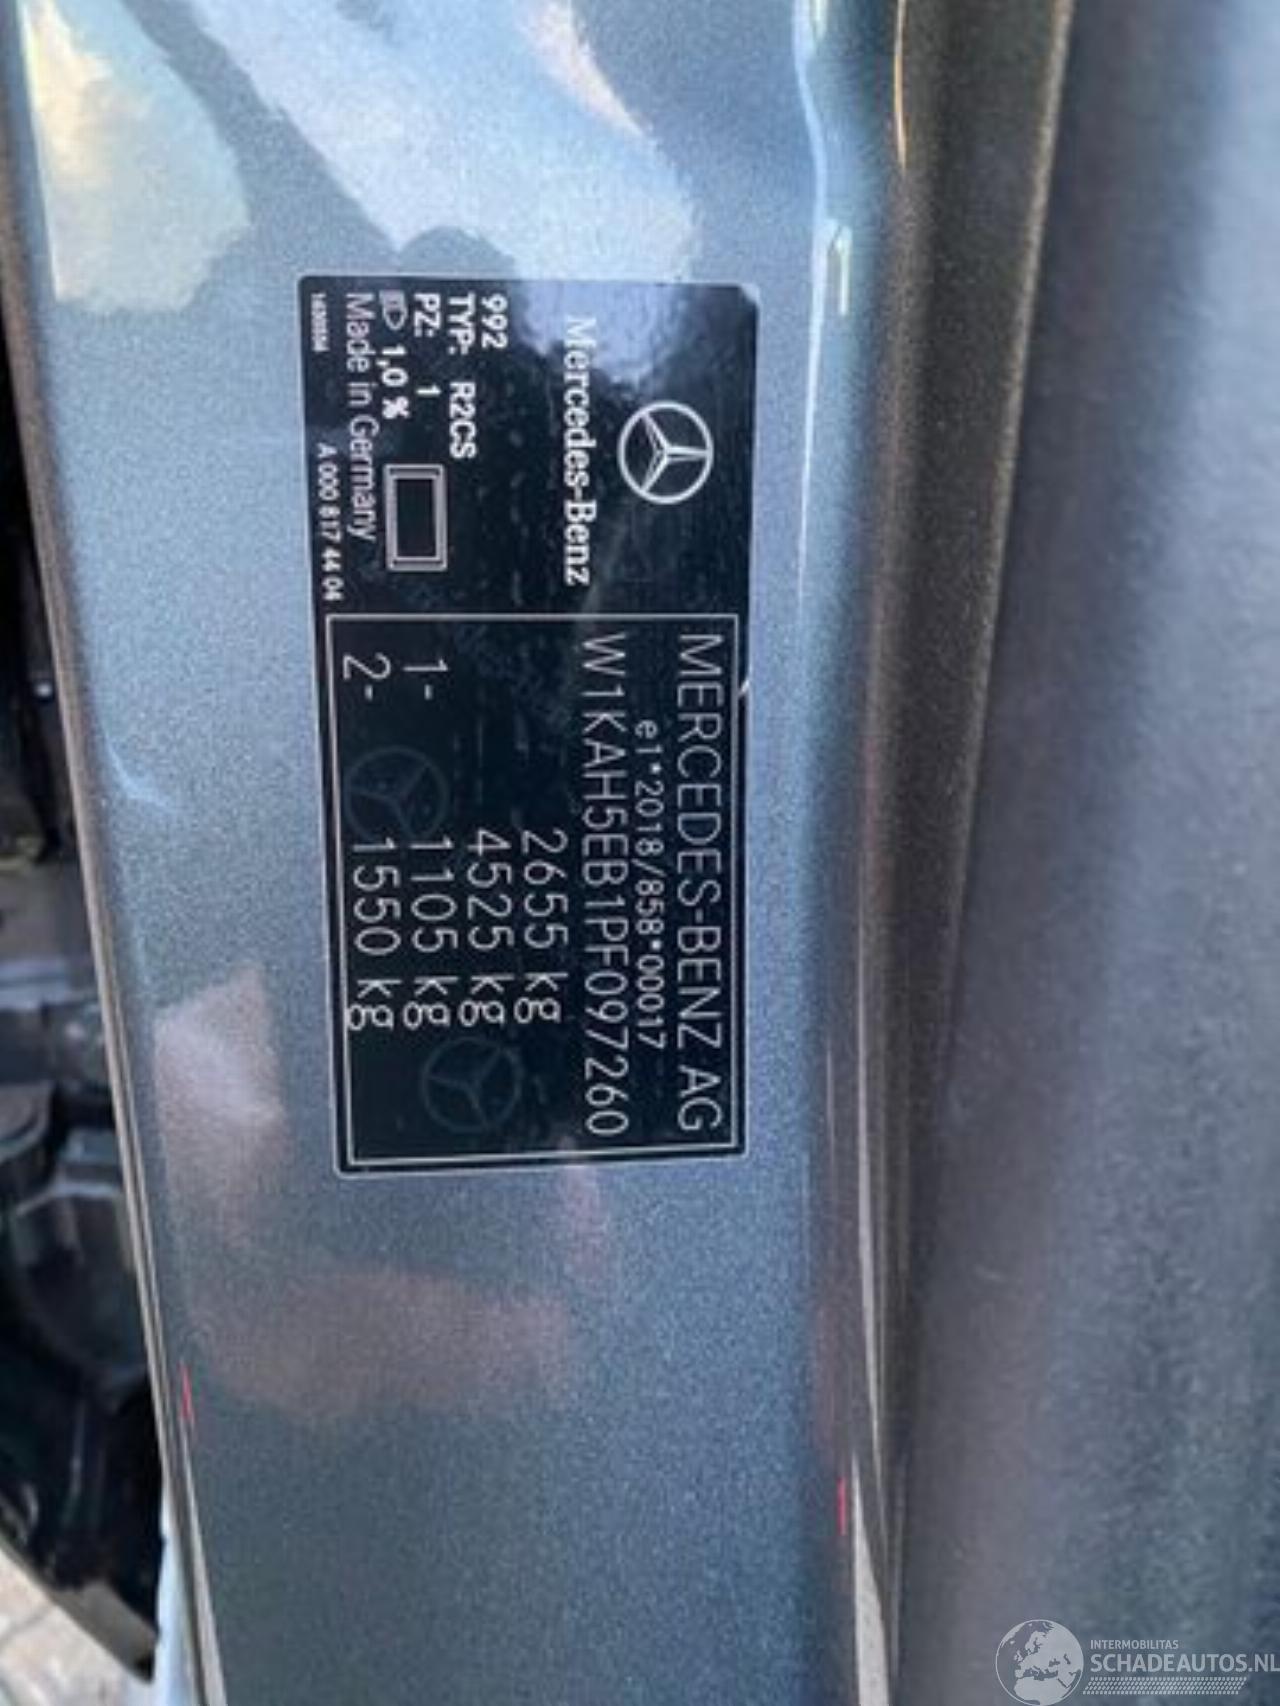 Mercedes-Benz
992
TYP: R2CS
PZ: 1
1,0 %
Made in Germany
A 000 817 44 04
MERCEDES-BENZ AG
e1*2018/858*00017
W1KAH5EB1PF097260
2655 kg
4525 kg
1- 1105 kg
2- 1550 kg
INTERMOBILITAS
SCHADEAUTOS.NL